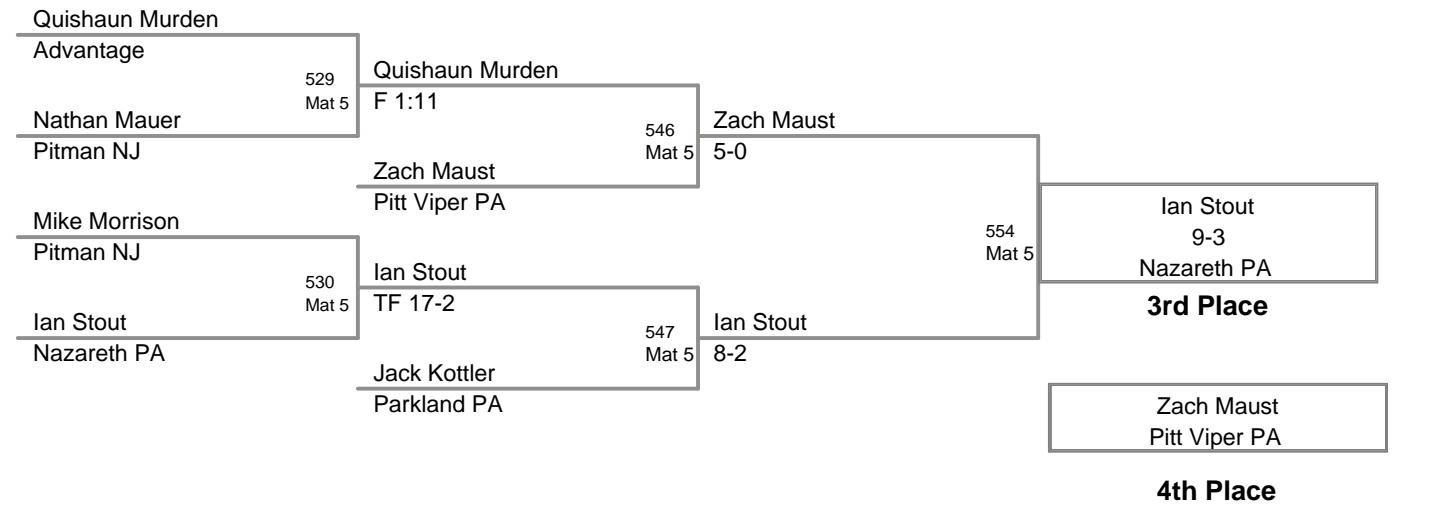 Quishaun Murden
Advantage
529
Mat 5
Nathan Mauer
Pitman NJ
Quishaun Murden
F 1:11
546
Mat 5
Zach Maust
Pitt Viper PA
Zach Maust
5-0
Mike Morrison
Pitman NJ
530
Mat 5
Ian Stout
Nazareth PA
Ian Stout
TF 17-2
547
Mat 5
Jack Kottler
Parkland PA
Ian Stout
8-2
554
Mat 5
Ian Stout
9-3
Nazareth PA
3rd Place
Zach Maust
Pitt Viper PA
4th Place